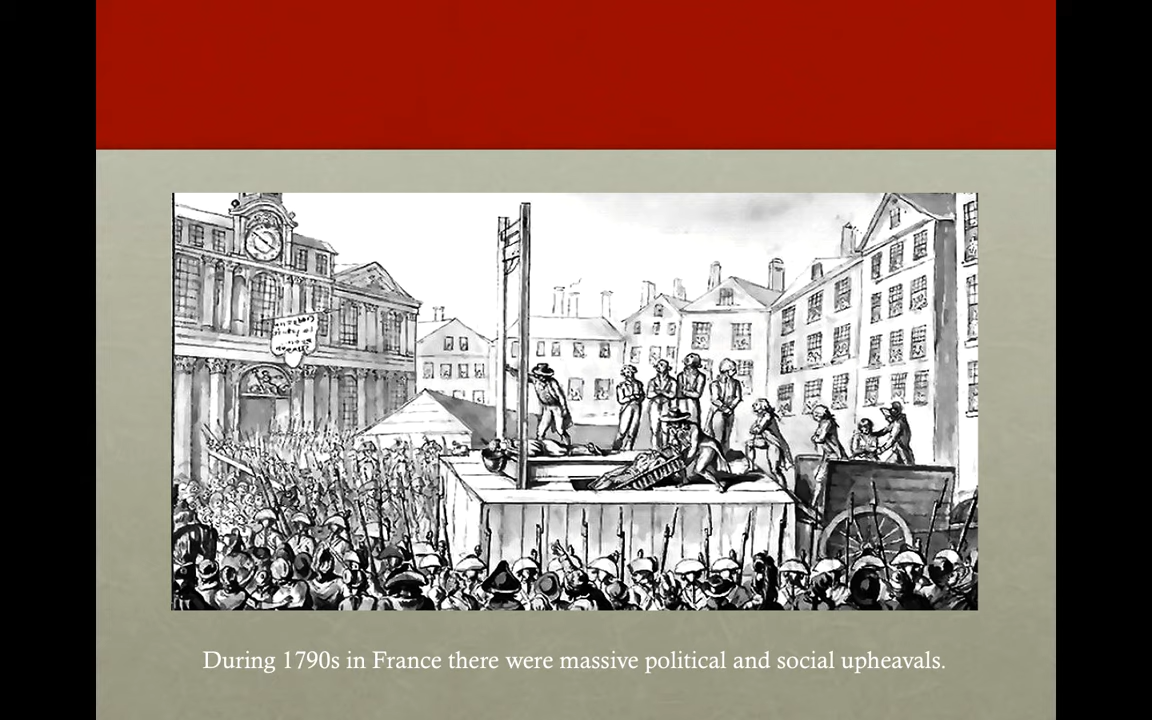 During 1790s in France there were massive political and social upheavals.